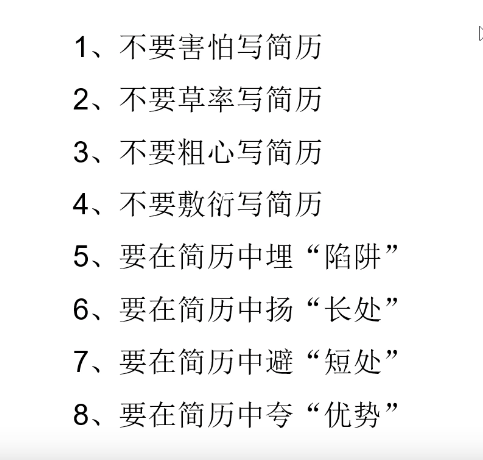 1、不要害怕写简历
2、不要草率写简历
3、不要粗心写简历
4、不要敷衍写简历
5、要在简历中埋“陷阱”
6、要在简历中扬“长处”
7、要在简历中避“短处”
8、要在简历中夸“优势”